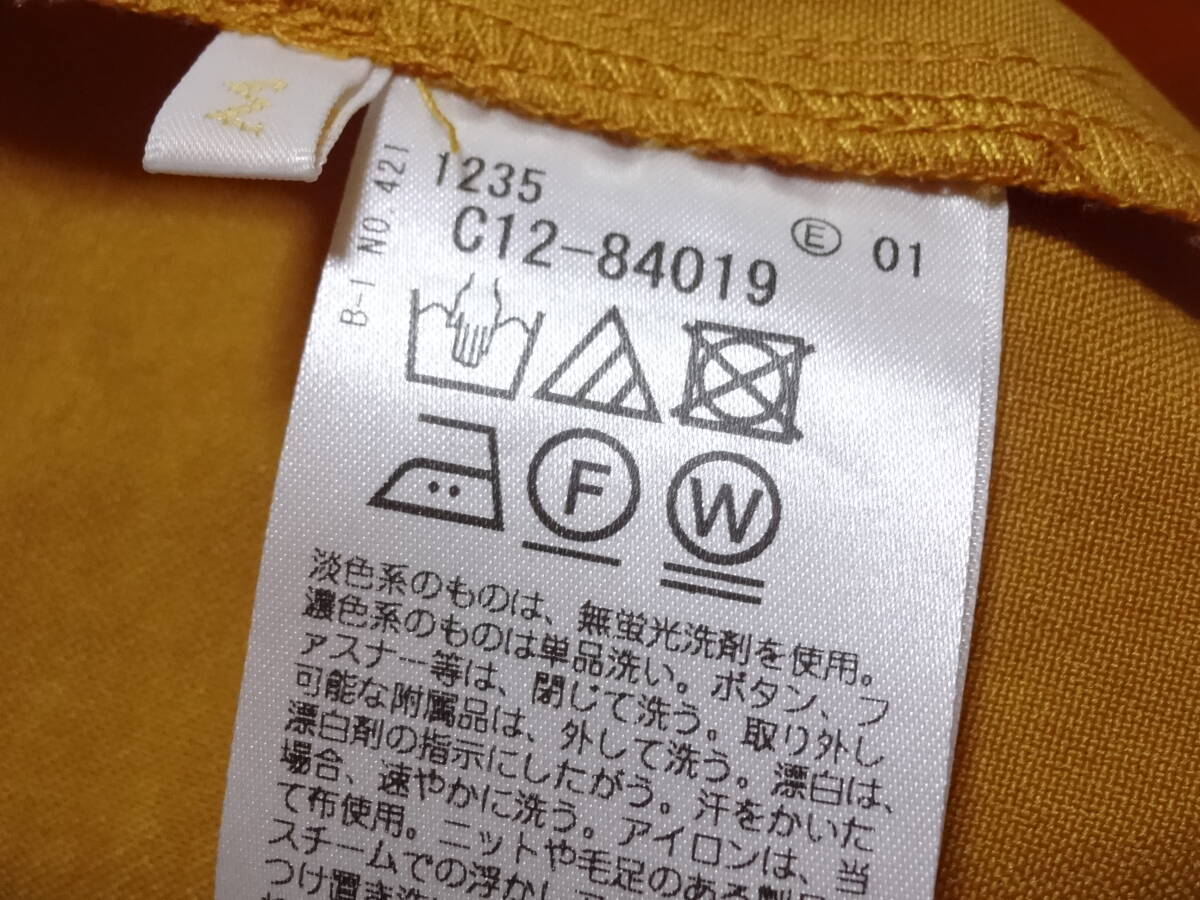 M
B-1 NO. 421
1235
C12-84019
E 01
F
W
淡色系のものは、無蛍光洗剤を使用。
濃色系のものは単品洗い。ボタン、フ
ァスナー等は、閉じて洗う。取り外し
可能な附属品は、外して洗う。漂白は、
漂白剤の指示にしたがう。汗をかいた
場合、速やかに洗う。アイロンは、当
て布使用。ニットや毛足のある製品
スチームでの浮かし
つけ置き洗